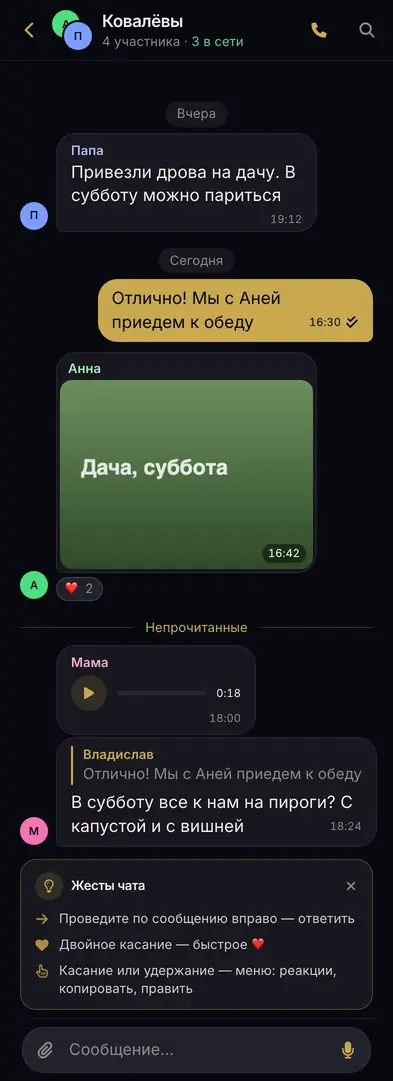 А П
Ковалёвы
4 участника · 3 в сети
Вчера
Папа
Привезли дрова на дачу. В
субботу можно париться
19:12
П
Сегодня
Отлично! Мы с Аней
приедем к обеду 16:30
Анна
Дача, суббота
16:42
А
❤️ 2
Непрочитанные
Мама
0:18
18:00
Владислав
Отлично! Мы с Аней приедем к обеду
В субботу все к нам на пироги? С
капустой и с вишней 18:24
М
Жесты чата
Проведите по сообщению вправо — ответить
Двойное касание — быстрое ❤️
Касание или удержание — меню: реакции,
копировать, править
Сообщение...